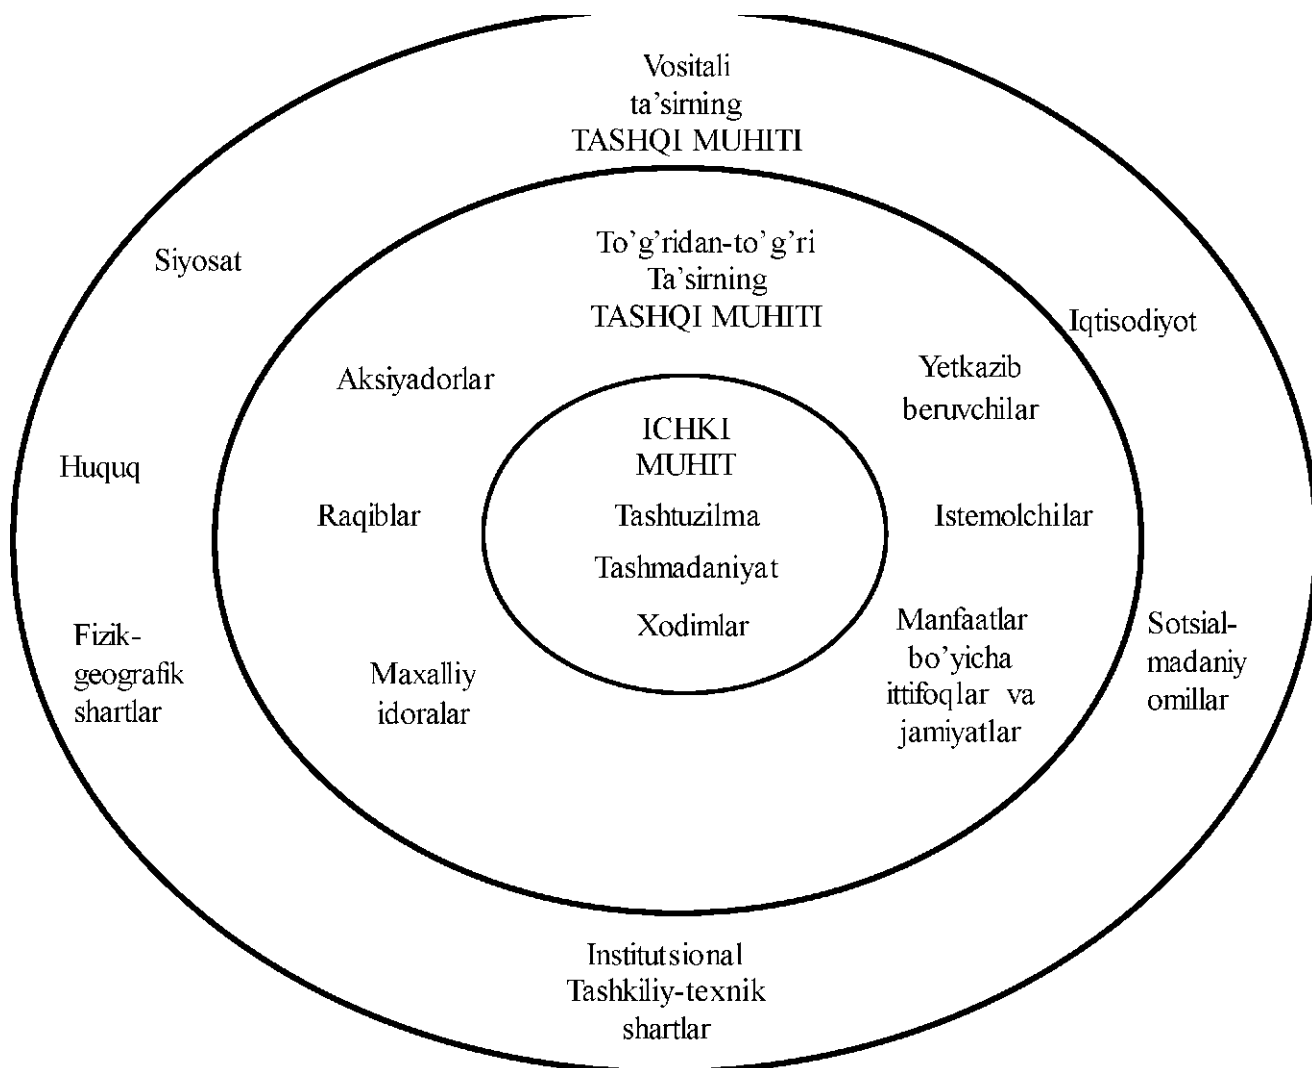 Vositali
ta’sirning
TASHQI MUHITI
Siyosat
To’g’ridan-to’g’ri
Ta’sirning
TASHQI MUHITI
Iqtisodiyot
Aksiyadorlar
Yetkazib
beruvchilar
ICHKI
MUHIT
Huquq
Raqiblar
Tashtuzilma
Istemolchilar
Tashmadaniyat
Xodimlar
Manfaatlar
bo’yicha
ittifoqlar va
jamiyatlar
Sotsial-
madaniy
omillar
Fizik-
geografik
shartlar
Maxalliy
idoralar
Institutsional
Tashkiliy-texnik
shartlar